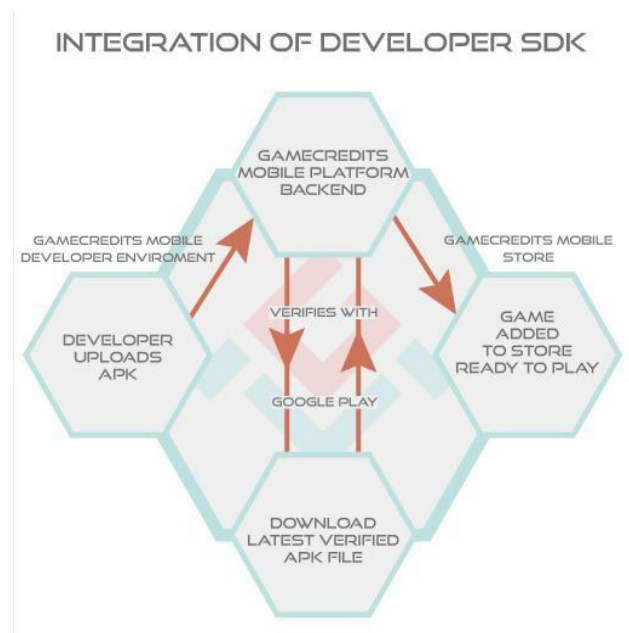 INTEGRATION OF DEVELOPER SDK
GAMECREDITS
MOBILE PLATFORM
BACKEND
GAMECREDITS MOBILE
DEVELOPER ENVIROMENT
GAMECREDITS MOBILE
STORE
DEVELOPER
UPLOADS
APK
VERIFIES WITH
GOOGLE PLAY
GAME
ADDED
TO STORE
READY TO PLAY
DOWNLOAD
LATEST VERIFIED
APK FILE